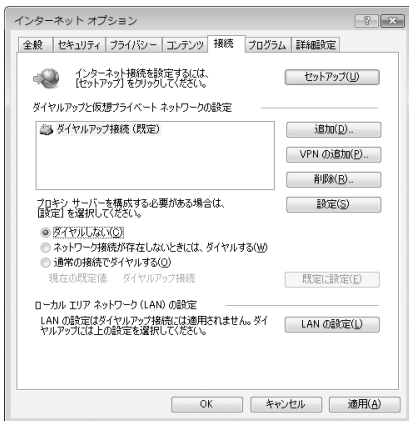 インターネット オプション
全般 セキュリティ プライバシー コンテンツ 接続 プログラム 詳細設定
インターネット接続を設定するには、
[セットアップ] をクリックしてください。
セットアップ(U)
ダイヤルアップと仮想プライベート ネットワークの設定
ダイヤルアップ接続 (既定)
追加(D)...
VPN の追加(P)...
削除(R)...
プロキシ サーバーを構成する必要がある場合は、
[設定] を選択してください。
設定(S)
ダイヤルしない(C)
ネットワーク接続が存在しないときには、ダイヤルする(W)
通常の接続でダイヤルする(O)
現在の既定値: ダイヤルアップ接続
既定に設定(E)
ローカル エリア ネットワーク (LAN) の設定
LAN の設定はダイヤルアップ接続には適用されません。ダイ
ヤルアップには上の設定を選択してください。
LAN の設定(L)
OK キャンセル 適用(A)